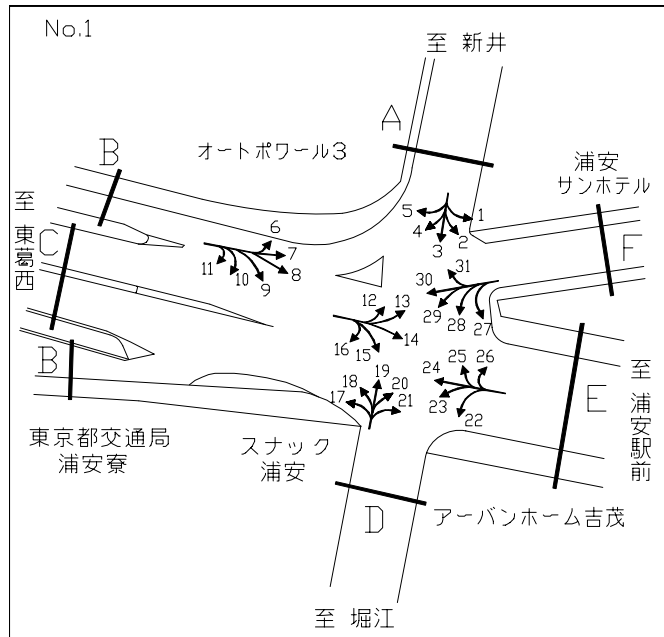 No.1
至 新井
A
オートポワール3
浦安
サンホテル
B
至 東葛西
C
F
6
5
1
4
3
2
7
11
10
9
8
30
31
29
28
27
12
13
16
15
14
B
24
25
26
19
18
20
17
21
23
22
E
至 浦安駅前
東京都交通局
浦安寮
スナック
浦安
D
アーバンホーム吉茂
至 堀江